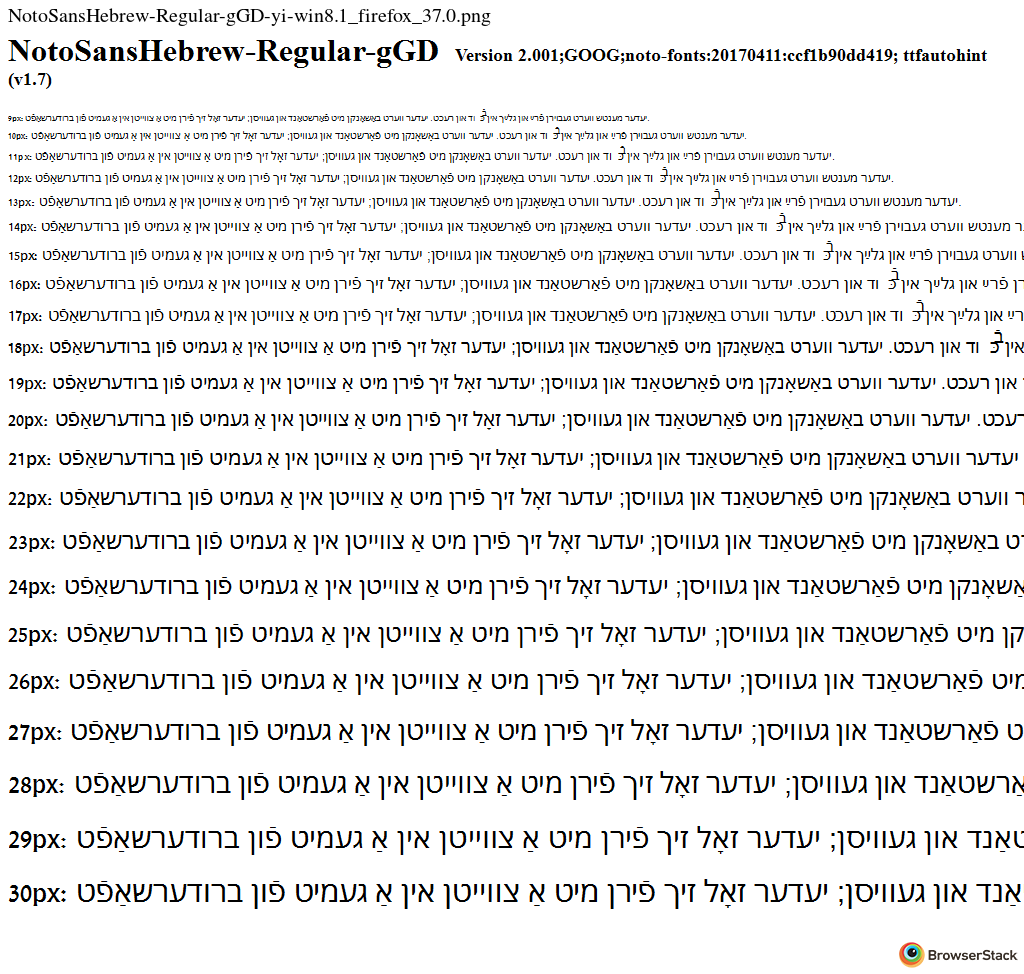 NotoSansHebrew-Regular-gGD-yi-win8.1_firefox_37.0.png
NotoSansHebrew-Regular-gGD Version 2.001;GOOG;noto-fonts:20170411:ccf1b90dd419; ttfautohint
(v1.7)
9px: יעדער מענטש ווערט געבוירן פֿרײַ און גלײַך אין כּבֿוד און רעכט. יעדער ווערט באַשאָנקן מיט פֿאַרשטאַנד און געוויסן; יעדער זאָל זיך פֿירן מיט אַ צווייטן אין אַ געמיט פֿון ברודערשאַפֿט.
10px: יעדער מענטש ווערט געבוירן פֿרײַ און גלײַך אין כּבֿוד און רעכט. יעדער ווערט באַשאָנקן מיט פֿאַרשטאַנד און געוויסן; יעדער זאָל זיך פֿירן מיט אַ צווייטן אין אַ געמיט פֿון ברודערשאַפֿט.
11px: יעדער מענטש ווערט געבוירן פֿרײַ און גלײַך אין כּבֿוד און רעכט. יעדער ווערט באַשאָנקן מיט פֿאַרשטאַנד און געוויסן; יעדער זאָל זיך פֿירן מיט אַ צווייטן אין אַ געמיט פֿון ברודערשאַפֿט.
12px: יעדער מענטש ווערט געבוירן פֿרײַ און גלײַך אין כּבֿוד און רעכט. יעדער ווערט באַשאָנקן מיט פֿאַרשטאַנד און געוויסן; יעדער זאָל זיך פֿירן מיט אַ צווייטן אין אַ געמיט פֿון ברודערשאַפֿט.
13px: יעדער מענטש ווערט געבוירן פֿרײַ און גלײַך אין כּבֿוד און רעכט. יעדער ווערט באַשאָנקן מיט פֿאַרשטאַנד און געוויסן; יעדער זאָל זיך פֿירן מיט אַ צווייטן אין אַ געמיט פֿון ברודערשאַפֿט.
14px: מענטש ווערט געבוירן פֿרײַ און גלײַך אין כּבֿוד און רעכט. יעדער ווערט באַשאָנקן מיט פֿאַרשטאַנד און געוויסן; יעדער זאָל זיך פֿירן מיט אַ צווייטן אין אַ געמיט פֿון ברודערשאַפֿט
15px: ווערט געבוירן פֿרײַ און גלײַך אין כּבֿוד און רעכט. יעדער ווערט באַשאָנקן מיט פֿאַרשטאַנד און געוויסן; יעדער זאָל זיך פֿירן מיט אַ צווייטן אין אַ געמיט פֿון ברודערשאַפֿט
16px: פֿרײַ און גלײַך אין כּבֿוד און רעכט. יעדער ווערט באַשאָנקן מיט פֿאַרשטאַנד און געוויסן; יעדער זאָל זיך פֿירן מיט אַ צווייטן אין אַ געמיט פֿון ברודערשאַפֿט
17px: און גלײַך אין כּבֿוד און רעכט. יעדער ווערט באַשאָנקן מיט פֿאַרשטאַנד און געוויסן; יעדער זאָל זיך פֿירן מיט אַ צווייטן אין אַ געמיט פֿון ברודערשאַפֿט
18px: אין כּבֿוד און רעכט. יעדער ווערט באַשאָנקן מיט פֿאַרשטאַנד און געוויסן; יעדער זאָל זיך פֿירן מיט אַ צווייטן אין אַ געמיט פֿון ברודערשאַפֿט
19px: און רעכט. יעדער ווערט באַשאָנקן מיט פֿאַרשטאַנד און געוויסן; יעדער זאָל זיך פֿירן מיט אַ צווייטן אין אַ געמיט פֿון ברודערשאַפֿט
20px: רעכט. יעדער ווערט באַשאָנקן מיט פֿאַרשטאַנד און געוויסן; יעדער זאָל זיך פֿירן מיט אַ צווייטן אין אַ געמיט פֿון ברודערשאַפֿט
21px: יעדער ווערט באַשאָנקן מיט פֿאַרשטאַנד און געוויסן; יעדער זאָל זיך פֿירן מיט אַ צווייטן אין אַ געמיט פֿון ברודערשאַפֿט
22px: ווערט באַשאָנקן מיט פֿאַרשטאַנד און געוויסן; יעדער זאָל זיך פֿירן מיט אַ צווייטן אין אַ געמיט פֿון ברודערשאַפֿט
23px: באַשאָנקן מיט פֿאַרשטאַנד און געוויסן; יעדער זאָל זיך פֿירן מיט אַ צווייטן אין אַ געמיט פֿון ברודערשאַפֿט
24px: מיט פֿאַרשטאַנד און געוויסן; יעדער זאָל זיך פֿירן מיט אַ צווייטן אין אַ געמיט פֿון ברודערשאַפֿט
25px: מיט פֿאַרשטאַנד און געוויסן; יעדער זאָל זיך פֿירן מיט אַ צווייטן אין אַ געמיט פֿון ברודערשאַפֿט
26px: מיט פֿאַרשטאַנד און געוויסן; יעדער זאָל זיך פֿירן מיט אַ צווייטן אין אַ געמיט פֿון ברודערשאַפֿט
27px: פֿאַרשטאַנד און געוויסן; יעדער זאָל זיך פֿירן מיט אַ צווייטן אין אַ געמיט פֿון ברודערשאַפֿט
28px: און געוויסן; יעדער זאָל זיך פֿירן מיט אַ צווייטן אין אַ געמיט פֿון ברודערשאַפֿט
29px: און געוויסן; יעדער זאָל זיך פֿירן מיט אַ צווייטן אין אַ געמיט פֿון ברודערשאַפֿט
30px: און געוויסן; יעדער זאָל זיך פֿירן מיט אַ צווייטן אין אַ געמיט פֿון ברודערשאַפֿט
BrowserStack